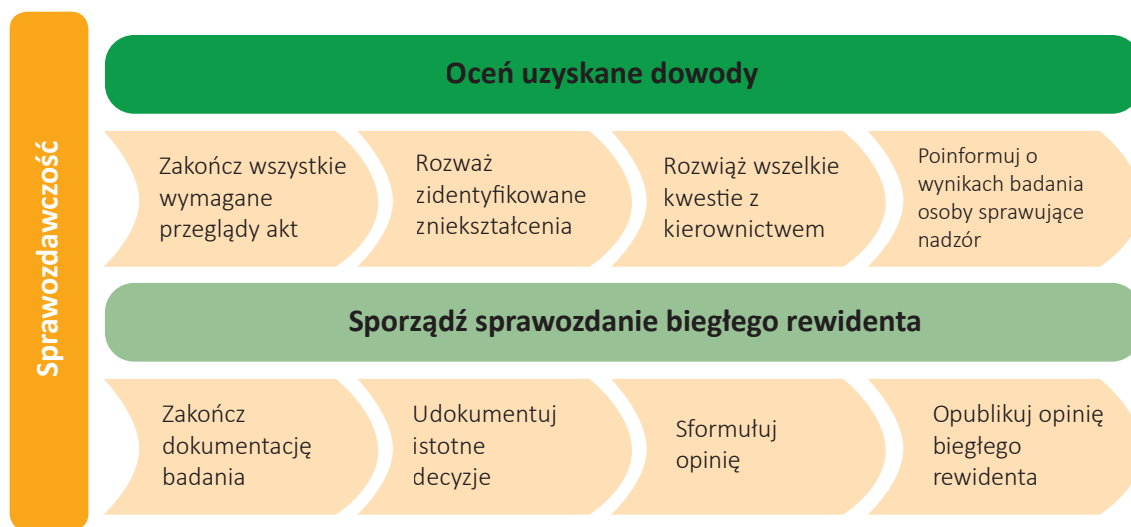 Sprawozdawczość
Oceń uzyskane dowody
Zakończ wszystkie
wymagane
przeglądy akt
Rozważ
zidentyfikowane
zniekształcenia
Rozwiąż wszelkie
kwestie z
kierownictwem
Poinformuj o
wynikach badania
osoby sprawujące
nadzór
Sporządź sprawozdanie biegłego rewidenta
Zakończ
dokumentację
badania
Udokumentuj
istotne
decyzje
Sformułuj
opinię
Opublikuj opinię
biegłego
rewidenta